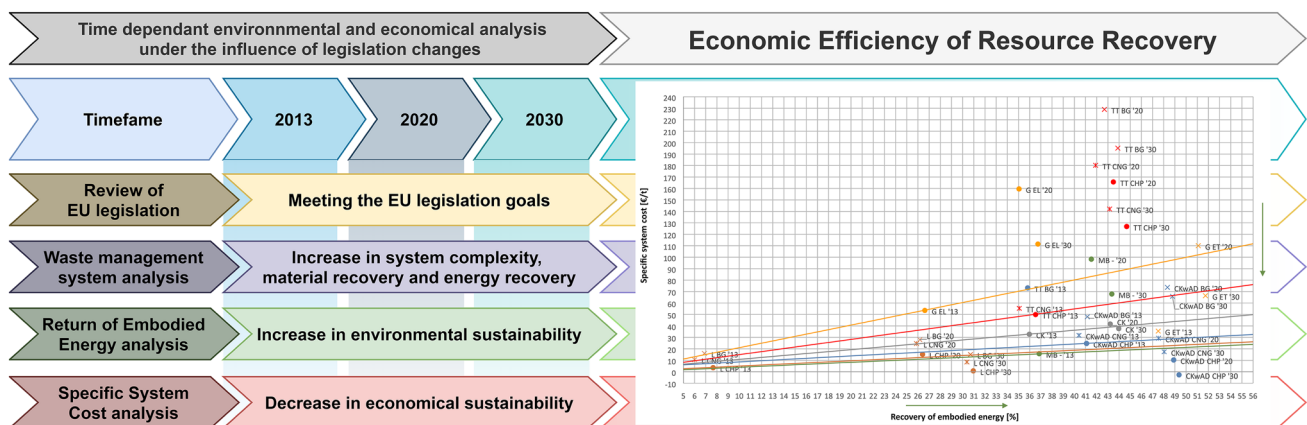 Time dependant environmental and economical analysis
under the influence of legislation changes
Economic Efficiency of Resource Recovery
Timefame
2013
2020
2030
Review of
EU legislation
Meeting the EU legislation goals
Waste management
system analysis
Increase in system complexity,
material recovery and energy recovery
Return of Embodied
Energy analysis
Increase in environmental sustainability
Specific System
Cost analysis
Decrease in economical sustainability
Specific system cost [€/t]
240
230
220
210
200
190
180
170
160
150
140
130
120
110
100
90
80
70
60
50
40
30
20
10
0
-10
TT BG '20
TT BG '30
TT CNG '20
TT CHP '20
G EL '20
TT CNG '30
TT CHP '30
G EL '30
G ET '20
MB - '20
TT BG '13
CKwAD BG '20
MB - '30
G ET '30
CKwAD BG '30
TT CNG '13
G EL '13
TT CHP '13
CKwAD BG '13
CK '20
CK '30
LK '13
G ET '13
CKwAD CNG '13
CKwAD CNG '20
L BG '20
L CNG '20
CKwAD CHP '13
L BG '13
L CNG '13
L CHP '13
L CHP '20
L BG '30
MB - '13
CKwAD CNG '30
L CNG '30
CKwAD CHP '20
L CHP '30
CKwAD CHP '30
5 6 7 8 9 10 11 12 13 14 15 16 17 18 19 20 21 22 23 24 25 26 27 28 29 30 31 32 33 34 35 36 37 38 39 40 41 42 43 44 45 46 47 48 49 50 51 52 53 54 55 56
Recovery of embodied energy [%]